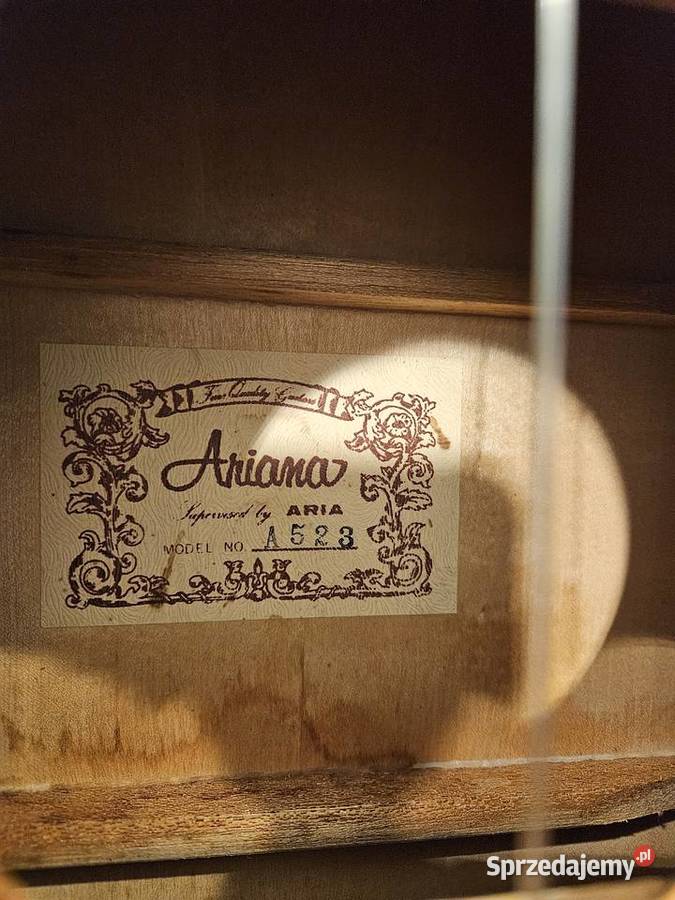 Fine Quality Guitars
Ariana
Supervised by ARIA
MODEL NO. A523
Sprzedajemy.pl